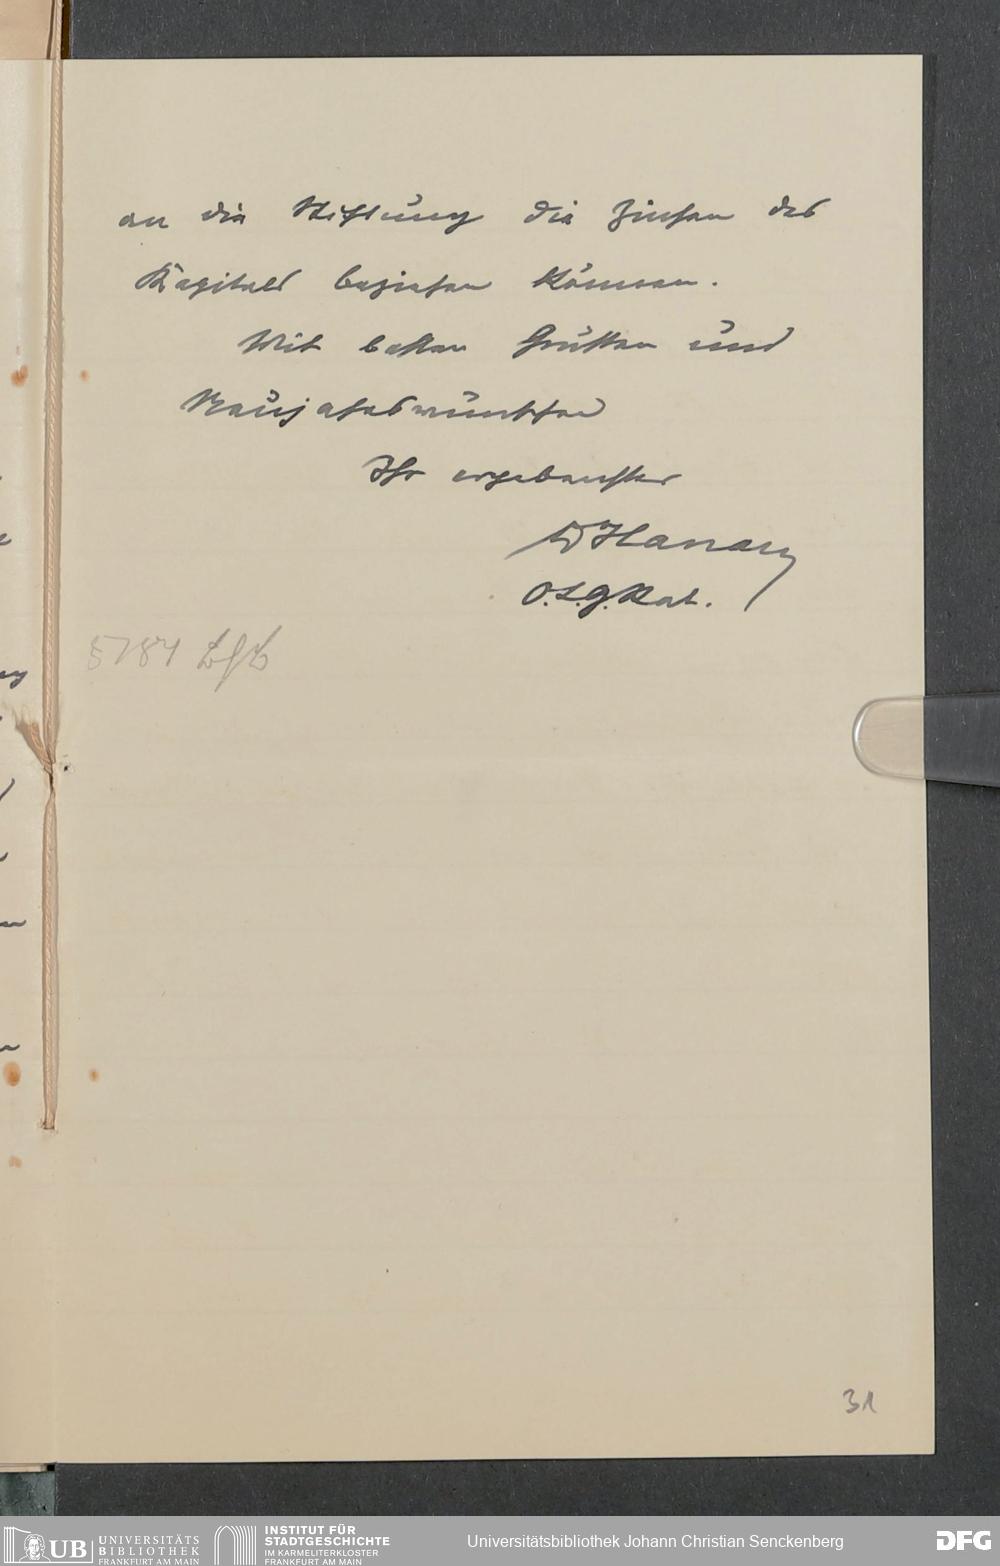 an die Stiftung die Zinsen des
Kapitals beziehen können.
Mit besten Grüssen und
Neujahrswünschen
Ihr ergebenster
O.L.G.Rat.
5784
31
UB UNIVERSITÄTS
BIBLIOTHEK
FRANKFURT AM MAIN
INSTITUT FÜR
STADTGESCHICHTE
IM KARMELITERKLOSTER
FRANKFURT AM MAIN
Universitätsbibliothek Johann Christian Senckenberg
DFG